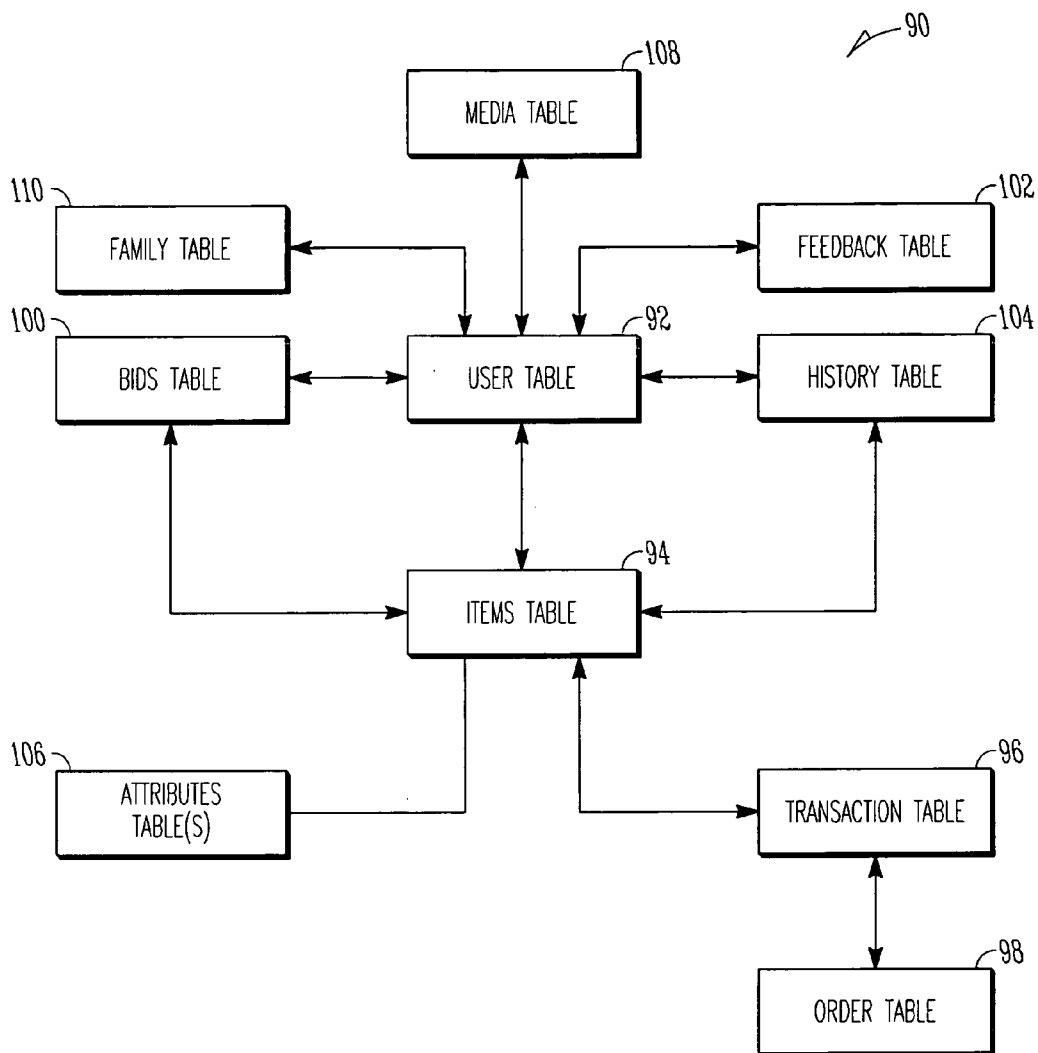 90
108
MEDIA TABLE
110
FAMILY TABLE
102
FEEDBACK TABLE
100
BIDS TABLE
92
USER TABLE
104
HISTORY TABLE
94
ITEMS TABLE
106
ATTRIBUTES
TABLE(S)
96
TRANSACTION TABLE
98
ORDER TABLE